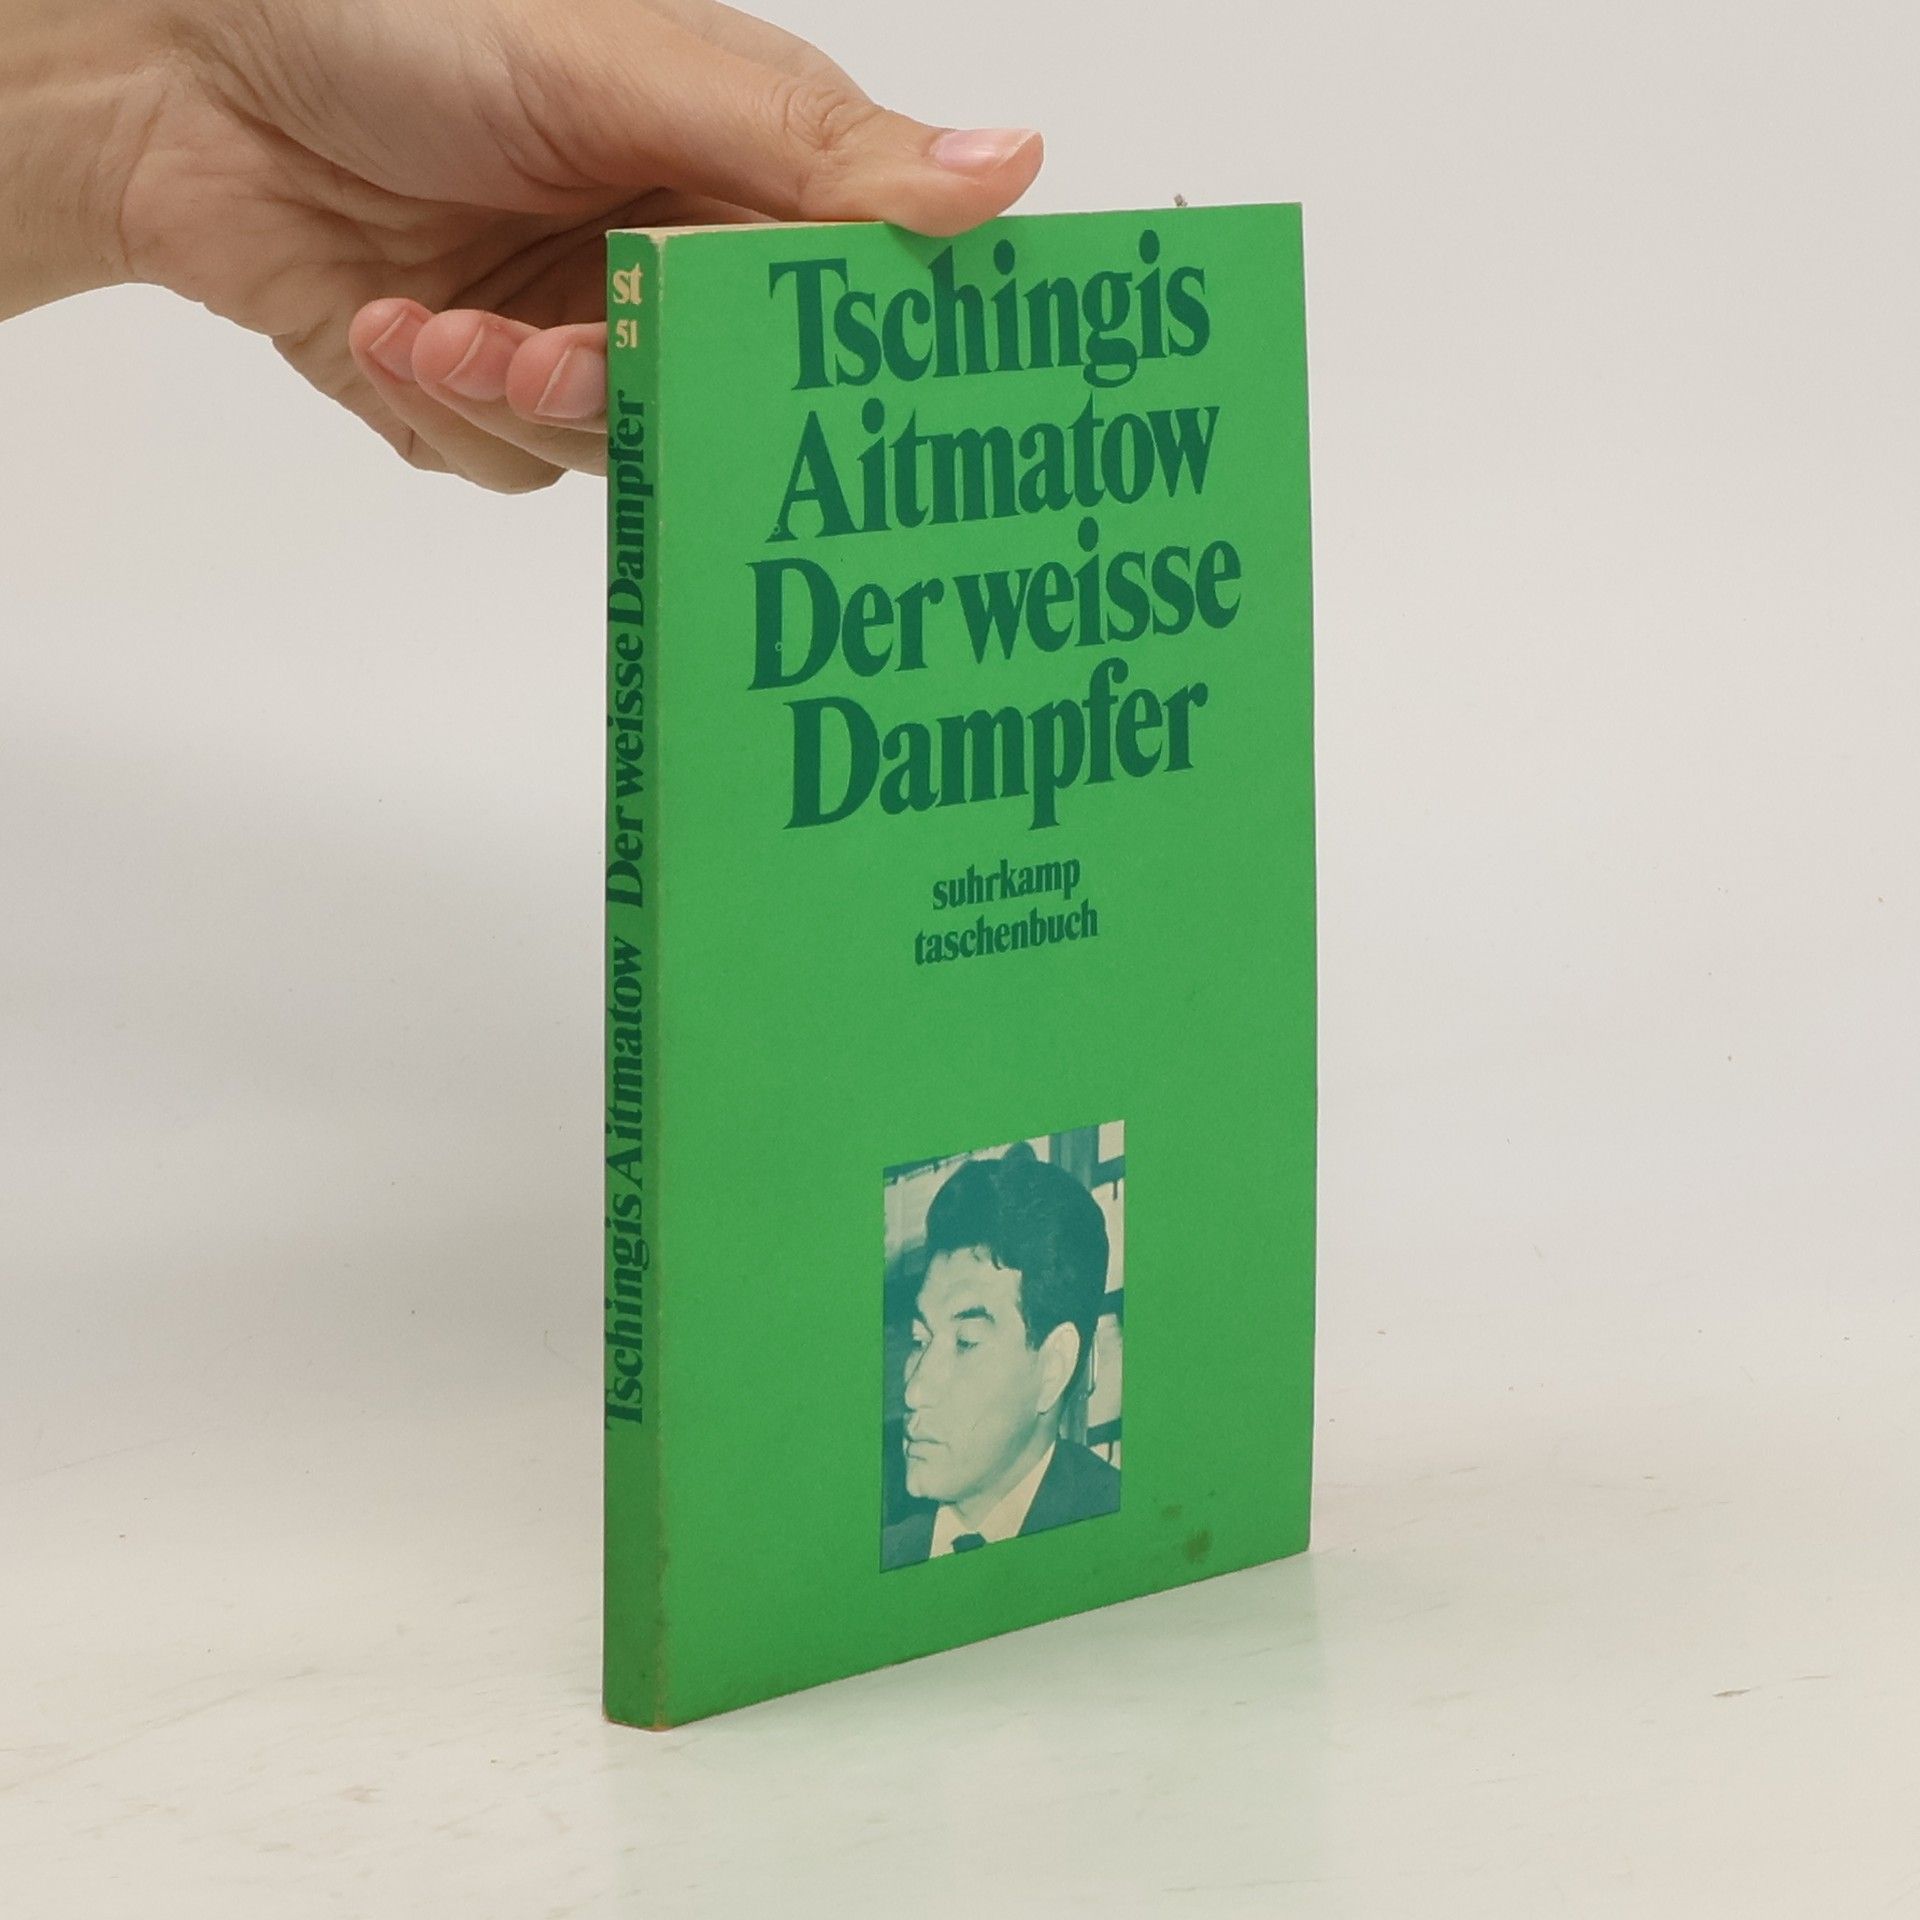 st
51
Tschingis Aitmatow Der weisse Dampfer
Tschingis
Aitmatow
Der weisse
Dampfer
suhrkamp
taschenbuch